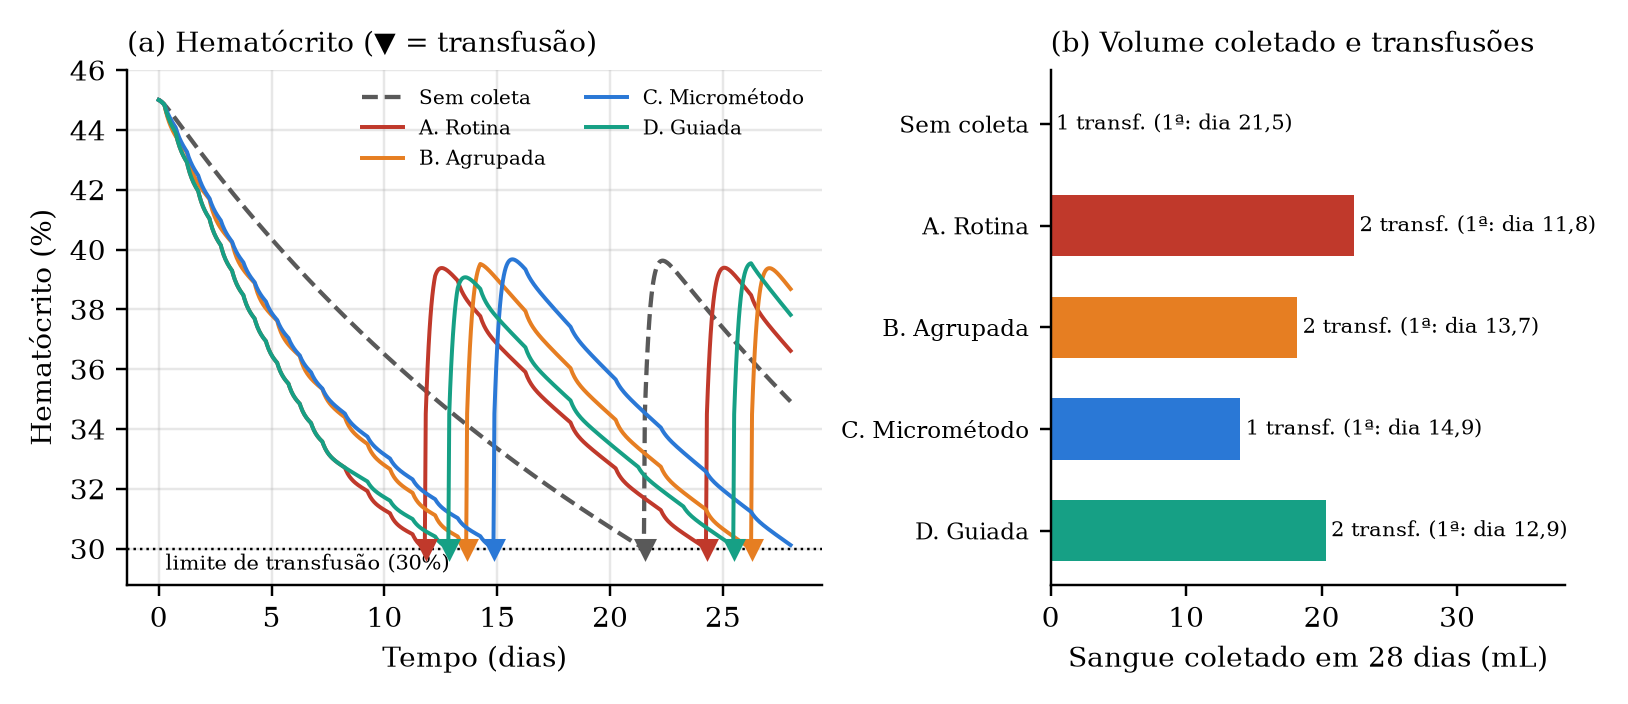 (a) Hematócrito (▼ = transfusão)
Hematócrito (%)
46
44
42
40
38
36
34
32
30
Sem coleta
A. Rotina
B. Agrupada
C. Micrométodo
D. Guiada
limite de transfusão (30%)
0 5 10 15 20 25
Tempo (dias)
(b) Volume coletado e transfusões
Sem coleta 1 transf. (1ª: dia 21,5)
A. Rotina 2 transf. (1ª: dia 11,8)
B. Agrupada 2 transf. (1ª: dia 13,7)
C. Micrométodo 1 transf. (1ª: dia 14,9)
D. Guiada 2 transf. (1ª: dia 12,9)
0 10 20 30
Sangue coletado em 28 dias (mL)